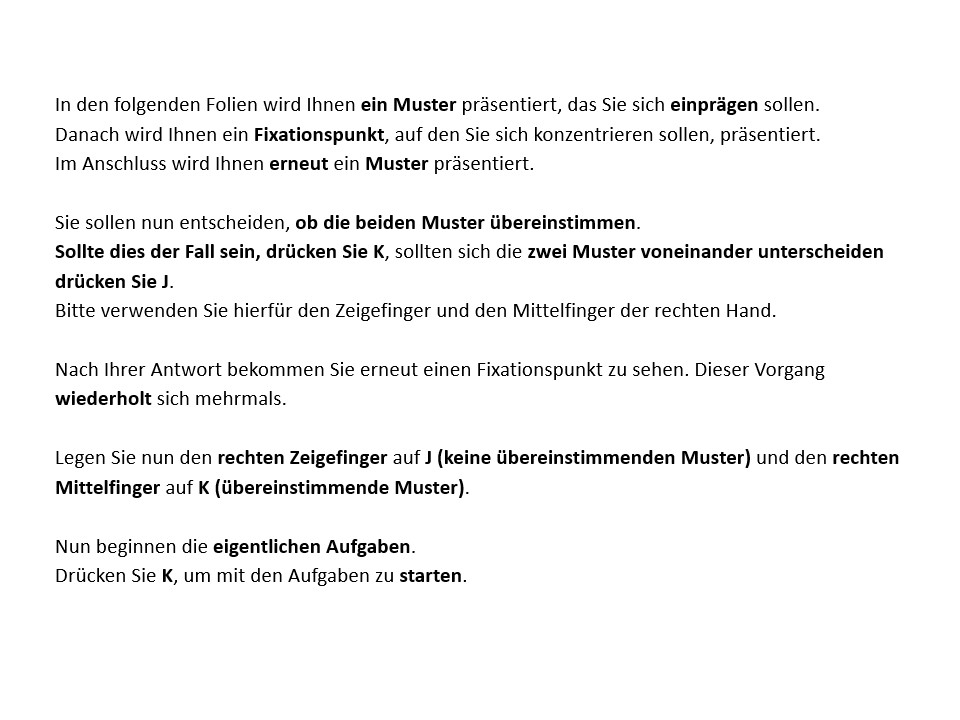 In den folgenden Folien wird Ihnen ein Muster präsentiert, das Sie sich einprägen sollen.
Danach wird Ihnen ein Fixationspunkt, auf den Sie sich konzentrieren sollen, präsentiert.
Im Anschluss wird Ihnen erneut ein Muster präsentiert.
Sie sollen nun entscheiden, ob die beiden Muster übereinstimmen.
Sollte dies der Fall sein, drücken Sie K, sollten sich die zwei Muster voneinander unterscheiden
drücken Sie J.
Bitte verwenden Sie hierfür den Zeigefinger und den Mittelfinger der rechten Hand.
Nach Ihrer Antwort bekommen Sie erneut einen Fixationspunkt zu sehen. Dieser Vorgang
wiederholt sich mehrmals.
Legen Sie nun den rechten Zeigefinger auf J (keine übereinstimmenden Muster) und den rechten
Mittelfinger auf K (übereinstimmende Muster).
Nun beginnen die eigentlichen Aufgaben.
Drücken Sie K, um mit den Aufgaben zu starten.